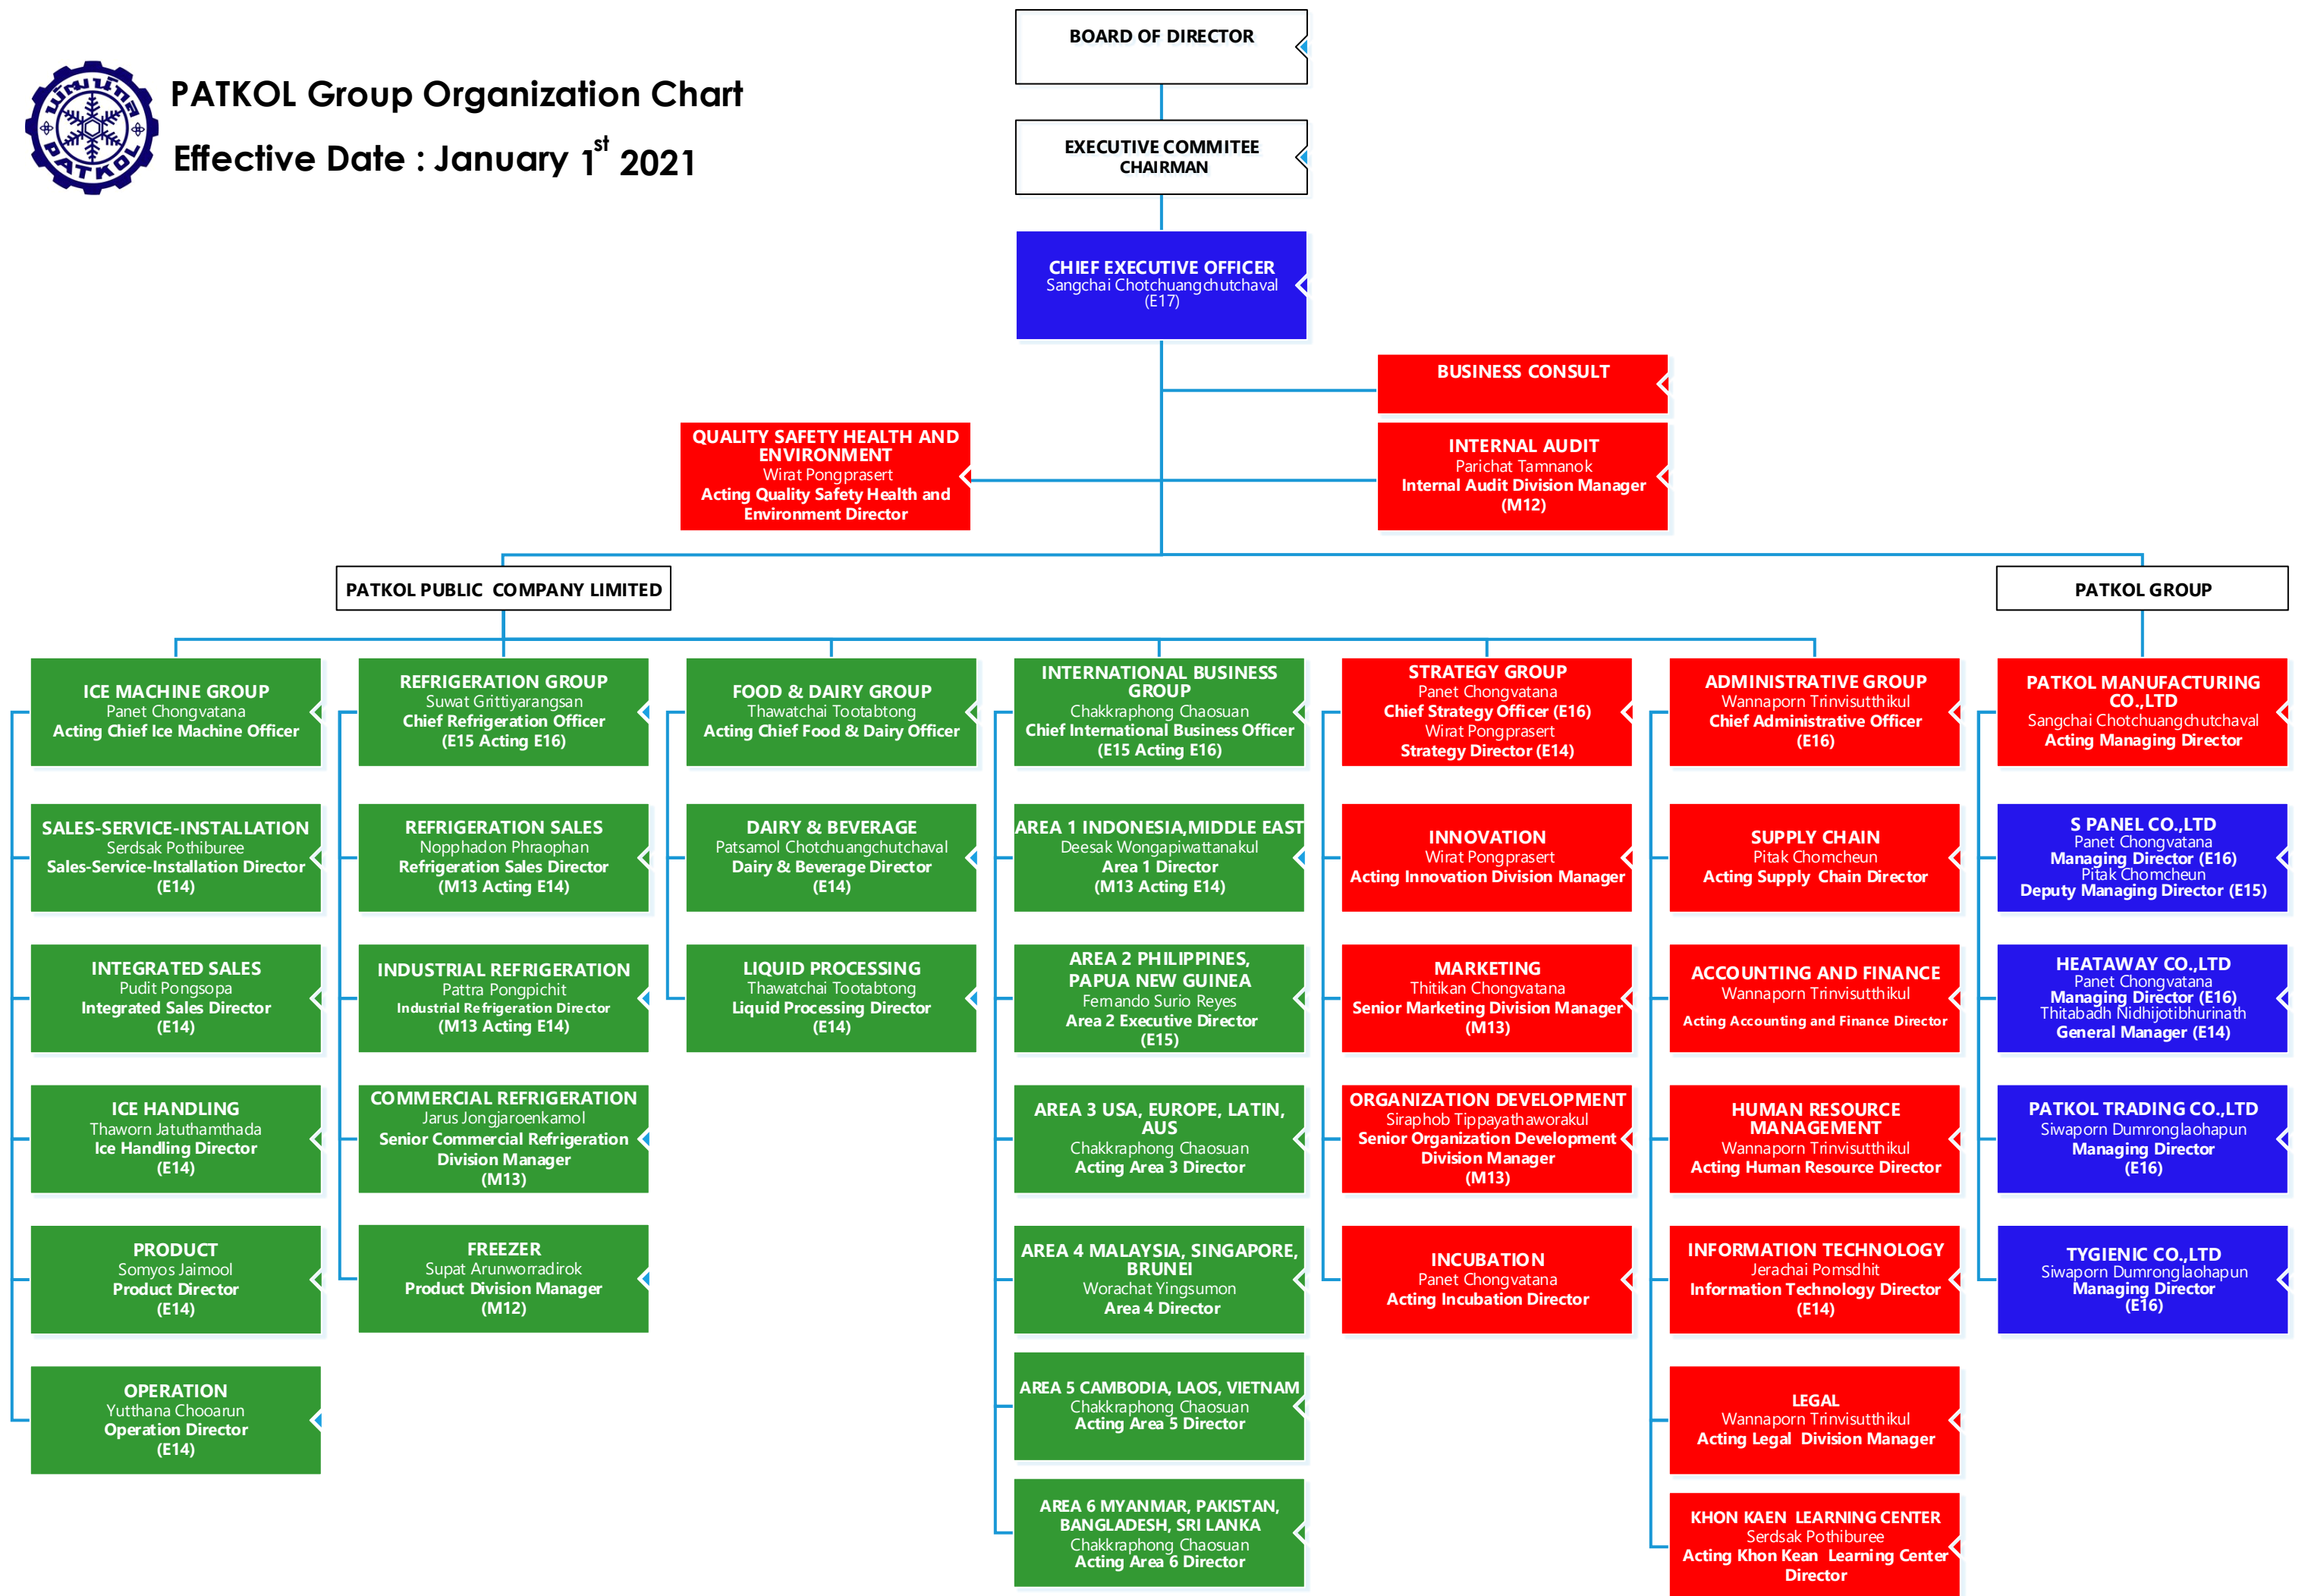 พัฒน์กล
PATKOL
PATKOL Group Organization Chart
Effective Date : January 1st 2021
BOARD OF DIRECTOR
EXECUTIVE COMMITEE
CHAIRMAN
CHIEF EXECUTIVE OFFICER
Sangchai Chotchuangchutchaval
(E17)
BUSINESS CONSULT
QUALITY SAFETY HEALTH AND
ENVIRONMENT
Wirat Pongprasert
Acting Quality Safety Health and
Environment Director
INTERNAL AUDIT
Parichat Tamnanok
Internal Audit Division Manager
(M12)
PATKOL PUBLIC COMPANY LIMITED
PATKOL GROUP
ICE MACHINE GROUP
Panet Chongvatana
Acting Chief Ice Machine Officer
SALES-SERVICE-INSTALLATION
Serdsak Pothiburee
Sales-Service-Installation Director
(E14)
INTEGRATED SALES
Pudit Pongsopa
Integrated Sales Director
(E14)
ICE HANDLING
Thaworn Jatuthamthada
Ice Handling Director
(E14)
PRODUCT
Somyos Jaimool
Product Director
(E14)
OPERATION
Yutthana Chooarun
Operation Director
(E14)
REFRIGERATION GROUP
Suwat Grittiyarangsan
Chief Refrigeration Officer
(E15 Acting E16)
REFRIGERATION SALES
Nopphadon Phraophan
Refrigeration Sales Director
(M13 Acting E14)
INDUSTRIAL REFRIGERATION
Pattra Pongpichit
Industrial Refrigeration Director
(M13 Acting E14)
COMMERCIAL REFRIGERATION
Jarus Jongjaroenkamol
Senior Commercial Refrigeration
Division Manager
(M13)
FREEZER
Supat Arunworradirok
Product Division Manager
(M12)
FOOD & DAIRY GROUP
Thawatchai Tootabtong
Acting Chief Food & Dairy Officer
DAIRY & BEVERAGE
Patsamol Chotchuangchutchaval
Dairy & Beverage Director
(E14)
LIQUID PROCESSING
Thawatchai Tootabtong
Liquid Processing Director
(E14)
INTERNATIONAL BUSINESS
GROUP
Chakkraphong Chaosuan
Chief International Business Officer
(E15 Acting E16)
AREA 1 INDONESIA,MIDDLE EAST
Deesak Wongapiwattanakul
Area 1 Director
(M13 Acting E14)
AREA 2 PHILIPPINES,
PAPUA NEW GUINEA
Fernando Surio Reyes
Area 2 Executive Director
(E15)
AREA 3 USA, EUROPE, LATIN,
AUS
Chakkraphong Chaosuan
Acting Area 3 Director
AREA 4 MALAYSIA, SINGAPORE,
BRUNEI
Worachat Yingsumon
Area 4 Director
AREA 5 CAMBODIA, LAOS, VIETNAM
Chakkraphong Chaosuan
Acting Area 5 Director
AREA 6 MYANMAR, PAKISTAN,
BANGLADESH, SRI LANKA
Chakkraphong Chaosuan
Acting Area 6 Director
STRATEGY GROUP
Panet Chongvatana
Chief Strategy Officer (E16)
Wirat Pongprasert
Strategy Director (E14)
INNOVATION
Wirat Pongprasert
Acting Innovation Division Manager
MARKETING
Thitikan Chongvatana
Senior Marketing Division Manager
(M13)
ORGANIZATION DEVELOPMENT
Siraphob Tippayathaworakul
Senior Organization Development
Division Manager
(M13)
INCUBATION
Panet Chongvatana
Acting Incubation Director
ADMINISTRATIVE GROUP
Wannaporn Trinvisutthikul
Chief Administrative Officer
(E16)
SUPPLY CHAIN
Pitak Chomcheun
Acting Supply Chain Director
ACCOUNTING AND FINANCE
Wannaporn Trinvisutthikul
Acting Accounting and Finance Director
HUMAN RESOURCE
MANAGEMENT
Wannaporn Trinvisutthikul
Acting Human Resource Director
INFORMATION TECHNOLOGY
Jerachai Pomsdhit
Information Technology Director
(E14)
LEGAL
Wannaporn Trinvisutthikul
Acting Legal Division Manager
KHON KAEN LEARNING CENTER
Serdsak Pothiburee
Acting Khon Kean Learning Center
Director
PATKOL MANUFACTURING
CO.,LTD
Sangchai Chotchuangchutchaval
Acting Managing Director
S PANEL CO.,LTD
Panet Chongvatana
Managing Director (E16)
Pitak Chomcheun
Deputy Managing Director (E15)
HEATAWAY CO.,LTD
Panet Chongvatana
Managing Director (E16)
Thitabadh Nidhijotibhurinath
General Manager (E14)
PATKOL TRADING CO.,LTD
Siwaporn Dumronglaohapun
Managing Director
(E16)
TYGIENIC CO.,LTD
Siwaporn Dumronglaohapun
Managing Director
(E16)